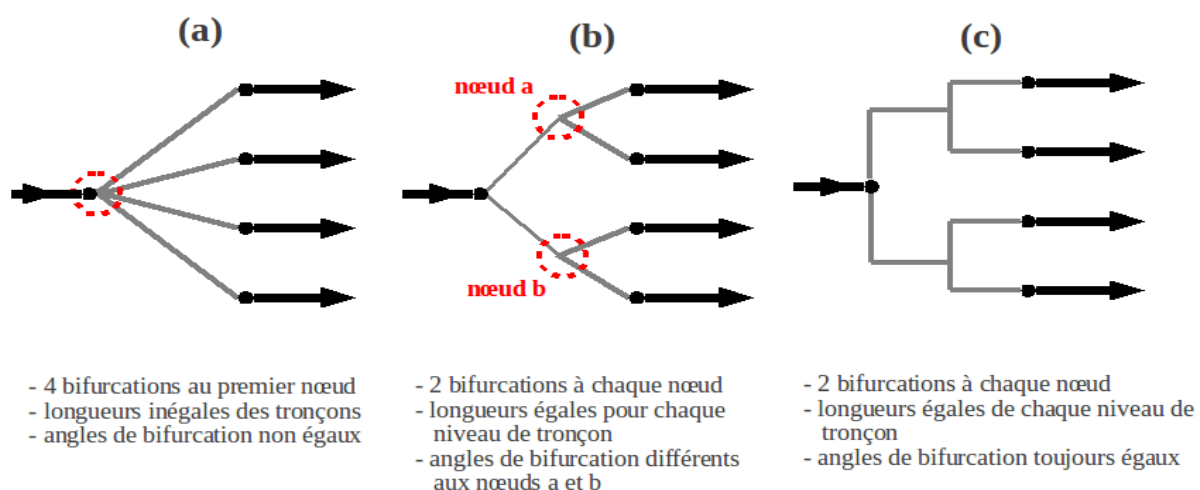 (a)
(b)
(c)
nœud a
nœud b
- 4 bifurcations au premier nœud
- longueurs inégales des tronçons
- angles de bifurcation non égaux
- 2 bifurcations à chaque nœud
- longueurs égales pour chaque
niveau de tronçon
- angles de bifurcation différents
aux nœuds a et b
- 2 bifurcations à chaque nœud
- longueurs égales de chaque niveau de
tronçon
- angles de bifurcation toujours égaux